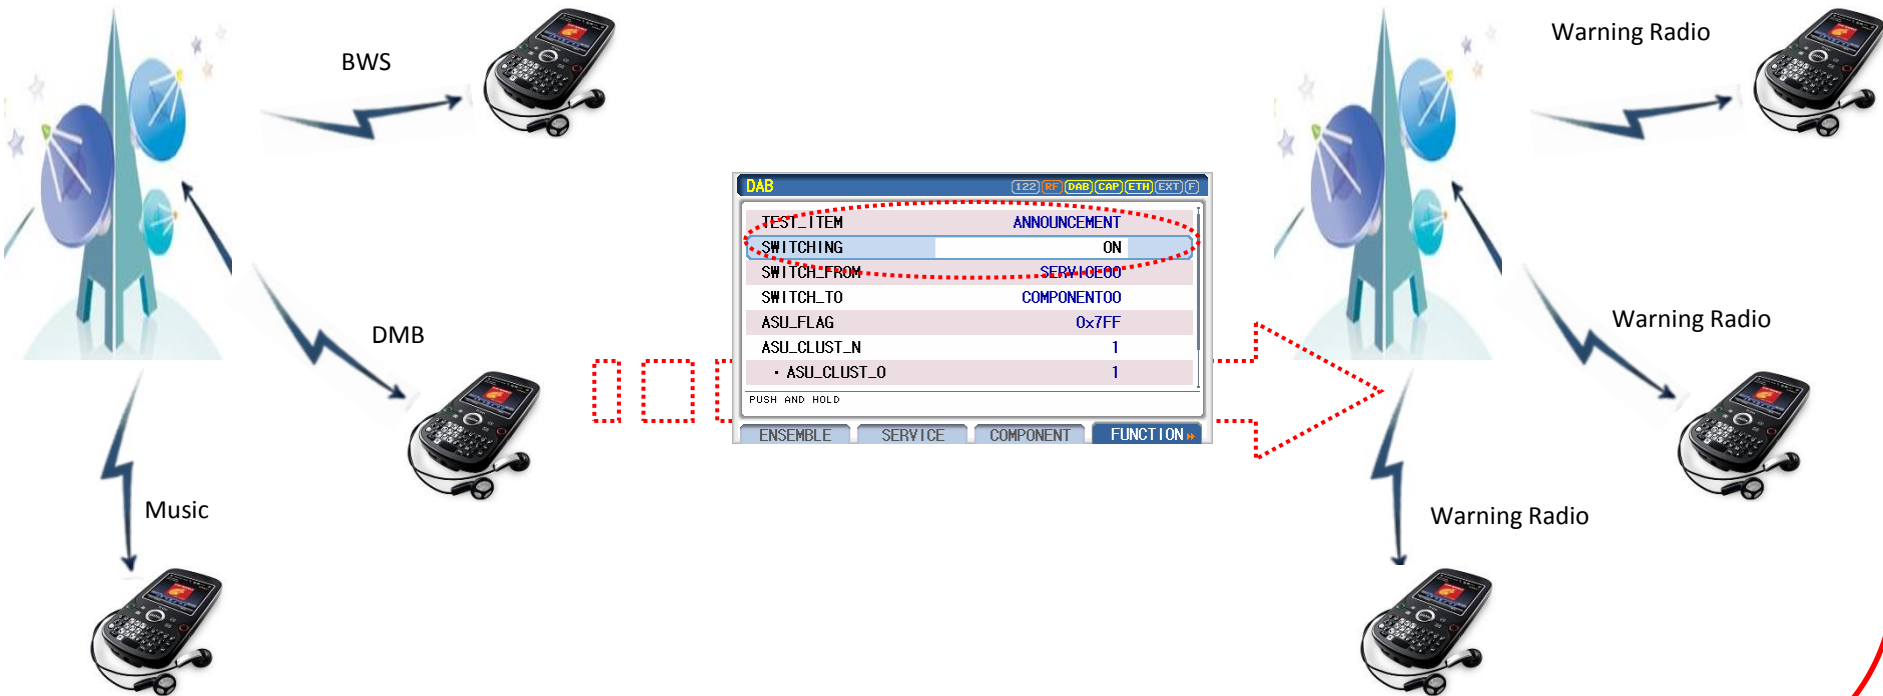 BWS
DMB
Music
DAB
122 RF DAB CAP ETH EXT F
TEST_ITEM ANNOUNCEMENT
SWITCHING ON
SWITCH_FROM SERVICE00
SWITCH_TO COMPONENT00
ASU_FLAG 0x7FF
ASU_CLUST_N 1
· ASU_CLUST_0 1
PUSH AND HOLD
ENSEMBLE SERVICE COMPONENT FUNCTION»
Warning Radio
Warning Radio
Warning Radio